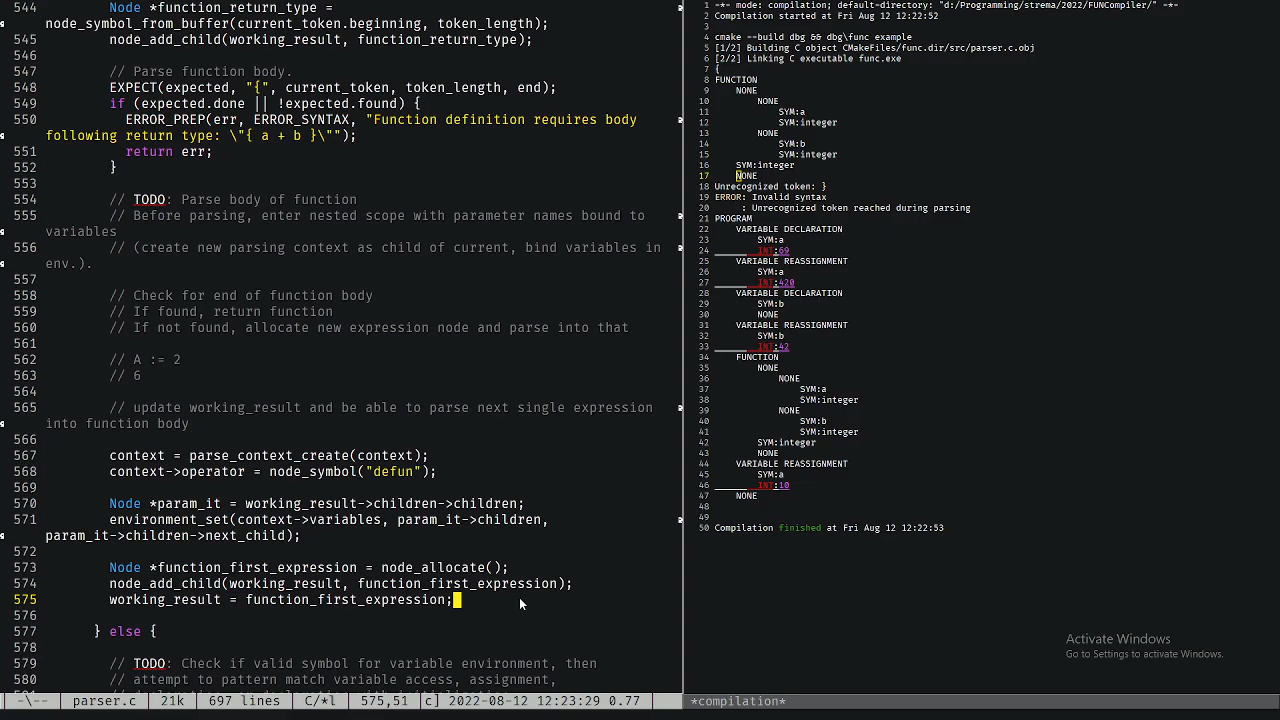 544     Node *function_return_type =
node_symbol_from_buffer(current_token.beginning, token_length);
545     node_add_child(working_result, function_return_type);
546
547     // Parse function body.
548     EXPECT(expected, "{", current_token, token_length, end);
549     if (expected.done || !expected.found) {
550       ERROR_PREP(err, ERROR_SYNTAX, "Function definition requires body
following return type: \"{ a + b }\"");
551       return err;
552     }
553
554     // TODO: Parse body of function
555     // Before parsing, enter nested scope with parameter names bound to
variables
556     // (create new parsing context as child of current, bind variables in
env.).
557
558     // Check for end of function body
559     // If found, return function
560     // If not found, allocate new expression node and parse into that
561
562     // A := 2
563     // 6
564
565     // update working_result and be able to parse next single expression
into function body
566
567     context = parse_context_create(context);
568     context->operator = node_symbol("defun");
569
570     Node *param_it = working_result->children->children;
571     environment_set(context->variables, param_it->children,
param_it->children->next_child);
572
573     Node *function_first_expression = node_allocate();
574     node_add_child(working_result, function_first_expression);
575     working_result = function_first_expression;
576
577   } else {
578
579     // TODO: Check if valid symbol for variable environment, then
580     // attempt to pattern match variable access, assignment,
-\-- parser.c 21k 697 lines C/*l 575,51 c] 2022-08-12 12:23:29 0.77
1 -*- mode: compilation; default-directory: "d:/Programming/strema/2022/FUNCompiler/" -*-
2 Compilation started at Fri Aug 12 12:22:52
3
4 cmake --build dbg && dbg\func example
5 [1/2] Building C object CMakeFiles/func.dir/src/parser.c.obj
6 [2/2] Linking C executable func.exe
7 {
8 FUNCTION
9     NONE
10         NONE
11             SYM:a
12             SYM:integer
13         NONE
14             SYM:b
15             SYM:integer
16     SYM:integer
17     NONE
18 Unrecognized token: }
19 ERROR: Invalid syntax
20      : Unrecognized token reached during parsing
21 PROGRAM
22     VARIABLE DECLARATION
23         SYM:a
24         INT:69
25     VARIABLE REASSIGNMENT
26         SYM:a
27         INT:420
28     VARIABLE DECLARATION
29         SYM:b
30         NONE
31     VARIABLE REASSIGNMENT
32         SYM:b
33         INT:42
34     FUNCTION
35         NONE
36             NONE
37                 SYM:a
38                 SYM:integer
39             NONE
40                 SYM:b
41                 SYM:integer
42         SYM:integer
43         NONE
44     VARIABLE REASSIGNMENT
45         SYM:a
46         INT:10
47     NONE
48
49
50 Compilation finished at Fri Aug 12 12:22:53
Activate Windows
Go to Settings to activate Windows.
*compilation*